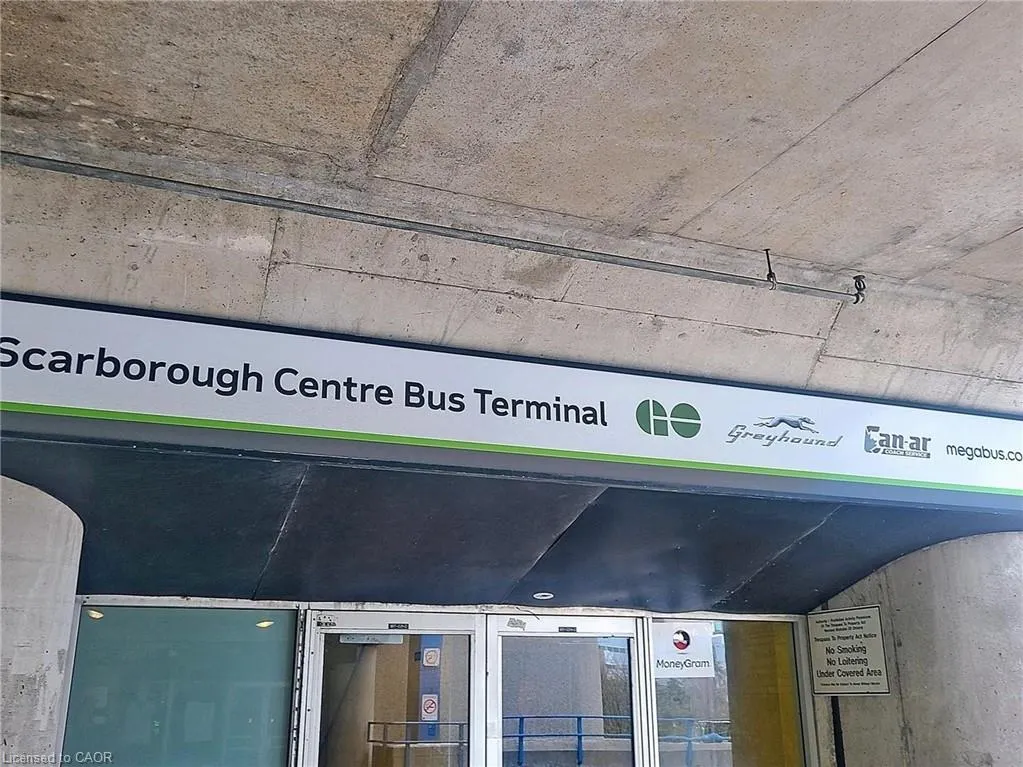 Scarborough Centre Bus Terminal GO Greyhound Can-ar megabus.co
COACH SERVICE
MoneyGram
Trespass To Property Act Notice
No Smoking
No Loitering
Under Covered Area
Licensed to CAOR